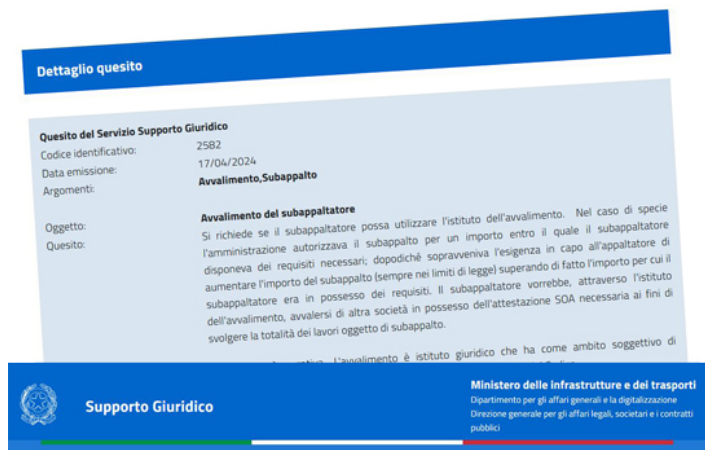 Dettaglio quesito
Quesito del Servizio Supporto Giuridico
Codice identificativo: 2582
Data emissione: 17/04/2024
Argomenti: Avvalimento,Subappalto
Oggetto: Avvalimento del subappaltatore
Quesito: Si richiede se il subappaltatore possa utilizzare l'istituto dell'avvalimento. Nel caso di specie
l'amministrazione autorizzava il subappalto per un importo entro il quale il subappaltatore
disponeva dei requisiti necessari; dopodiché sopravveniva l'esigenza in capo all'appaltatore di
aumentare l'importo del subappalto (sempre nei limiti di legge) superando di fatto l'importo per cui il
subappaltatore era in possesso dei requisiti. Il subappaltatore vorrebbe, attraverso l'istituto
dell'avvalimento, avvalersi di altra società in possesso dell'attestazione SOA necessaria ai fini di
svolgere la totalità dei lavori oggetto di subappalto.
L'avvalimento è istituto giuridico che ha come ambito soggettivo di
Supporto Giuridico
Ministero delle infrastrutture e dei trasporti
Dipartimento per gli affari generali e la digitalizzazione
Direzione generale per gli affari legali, societari e i contratti
pubblici